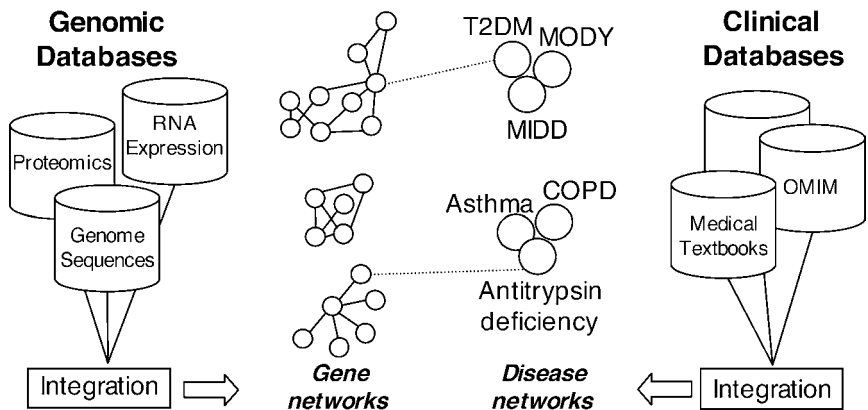 Genomic
Databases
Proteomics
RNA
Expression
Genome
Sequences
Integration
T2DM
MODY
MIDD
Asthma
COPD
Antitrypsin
deficiency
Gene
networks
Disease
networks
Clinical
Databases
OMIM
Medical
Textbooks
Integration